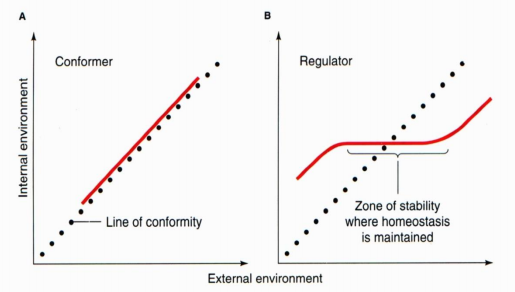 A
B
Conformer
Regulator
Internal environment
Line of conformity
Zone of stability
where homeostasis
is maintained
External environment